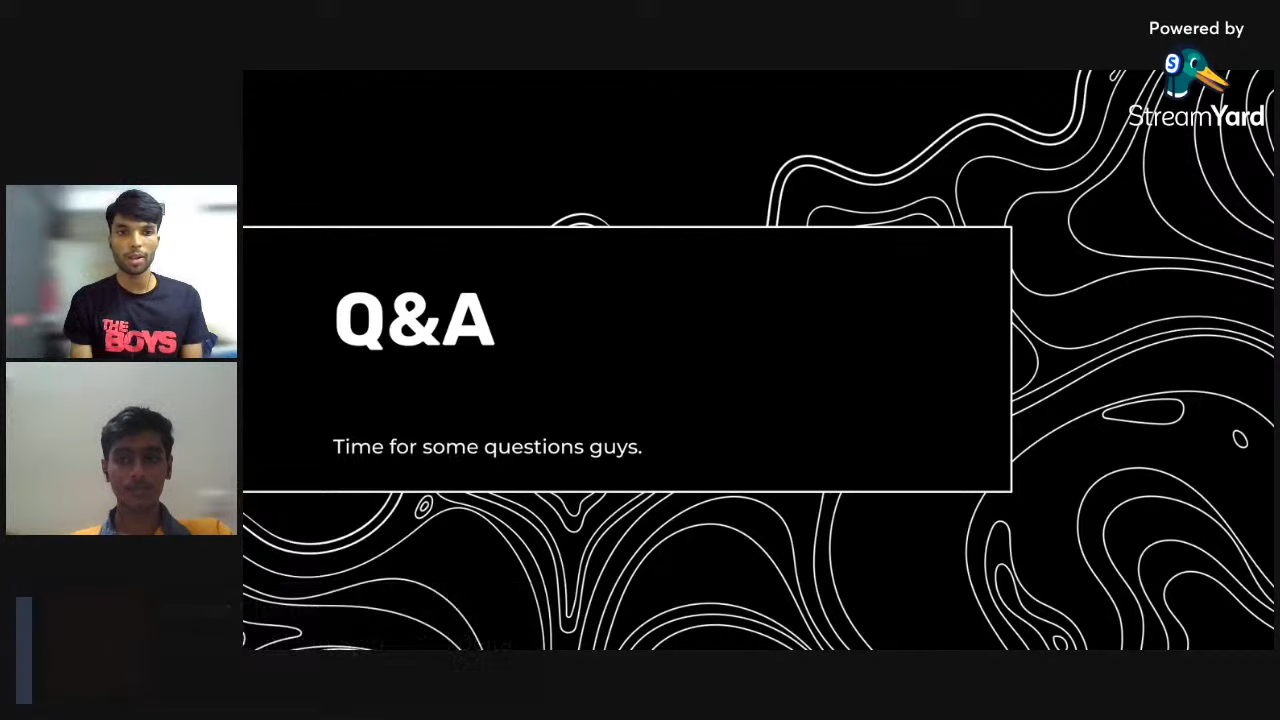 Powered by
S
StreamYard
THE
BOYS
Q&A
Time for some questions guys.